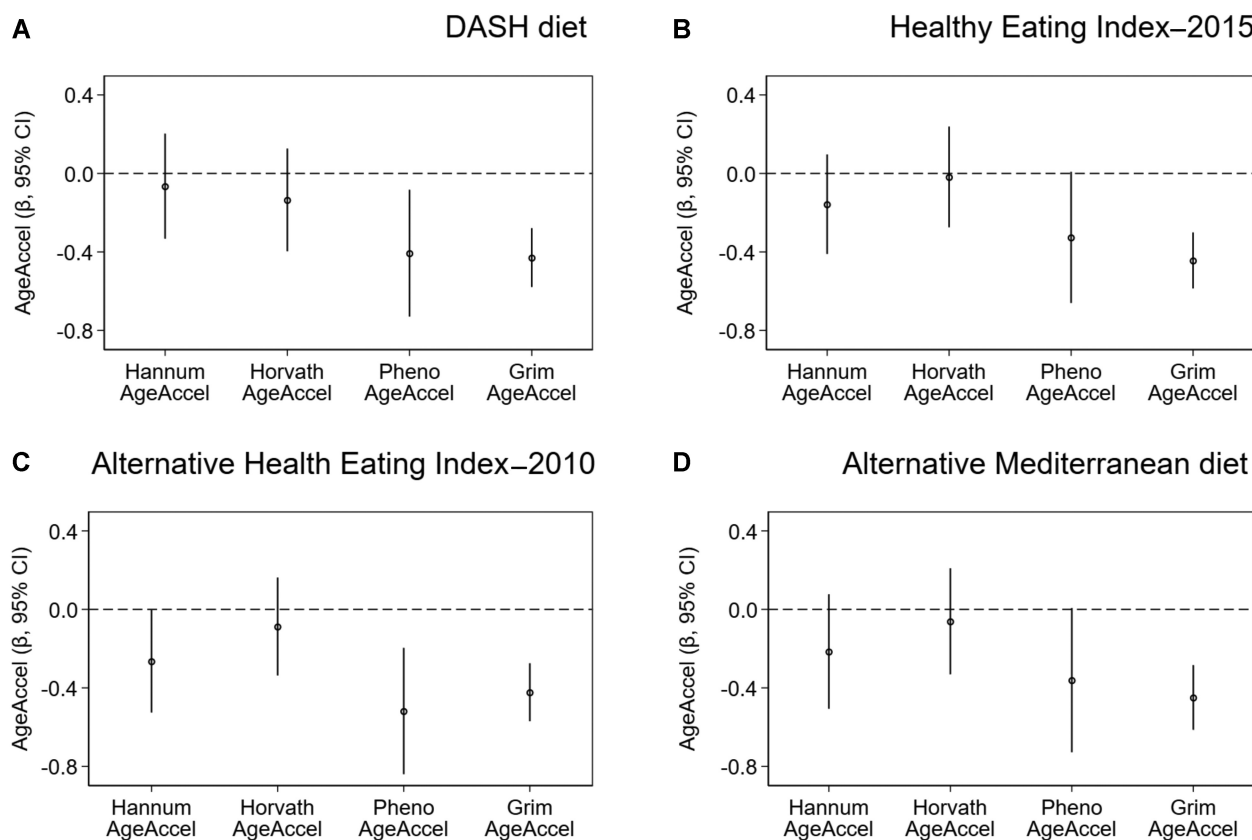 A
DASH diet
AgeAccel (β, 95% CI)
0.4
0.0
-0.4
-0.8
Hannum AgeAccel
Horvath AgeAccel
Pheno AgeAccel
Grim AgeAccel
B
Healthy Eating Index–2015
AgeAccel (β, 95% CI)
0.4
0.0
-0.4
-0.8
Hannum AgeAccel
Horvath AgeAccel
Pheno AgeAccel
Grim AgeAccel
C
Alternative Health Eating Index–2010
AgeAccel (β, 95% CI)
0.4
0.0
-0.4
-0.8
Hannum AgeAccel
Horvath AgeAccel
Pheno AgeAccel
Grim AgeAccel
D
Alternative Mediterranean diet
AgeAccel (β, 95% CI)
0.4
0.0
-0.4
-0.8
Hannum AgeAccel
Horvath AgeAccel
Pheno AgeAccel
Grim AgeAccel